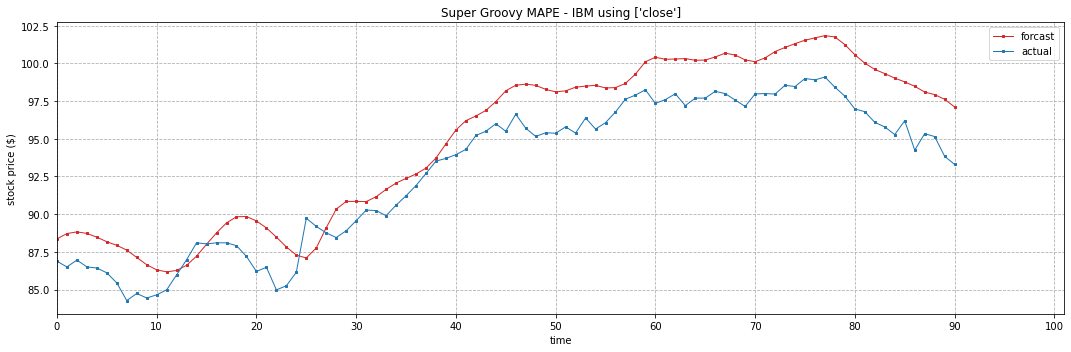 Super Groovy MAPE - IBM using ['close']
102.5
100.0
97.5
95.0
92.5
90.0
87.5
85.0
stock price ($)
forcast
actual
0 10 20 30 40 50 60 70 80 90 100
time